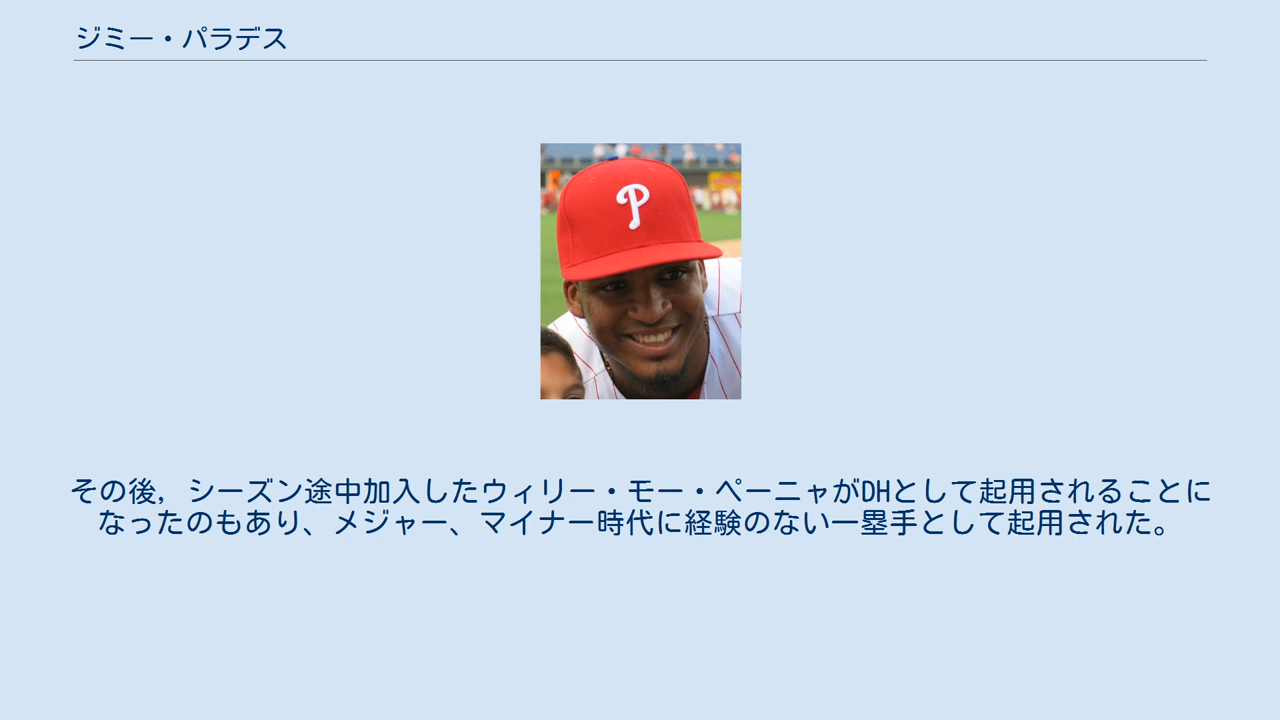 ジミー・パラデス
P
その後，シーズン途中加入したウィリー・モー・ペーニャがDHとして起用されることに
なったのもあり、メジャー、マイナー時代に経験のない一塁手として起用された。